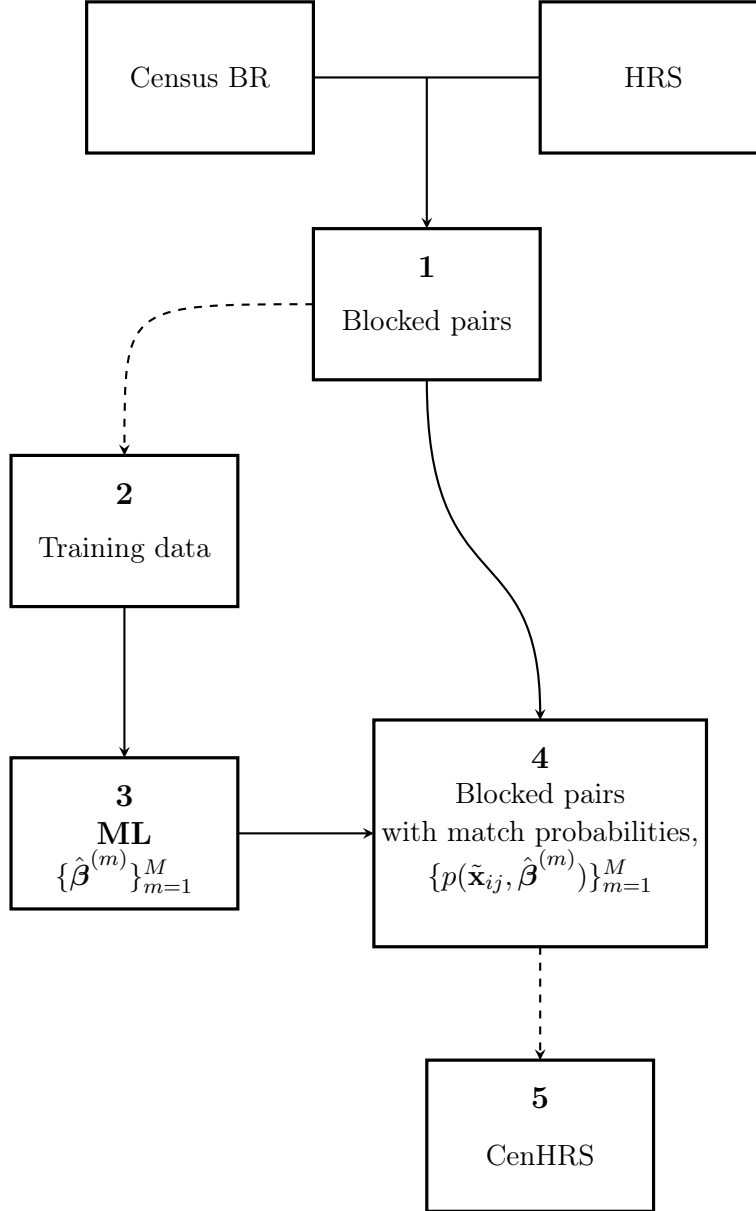 Census BR
HRS
1
Blocked pairs
2
Training data
3
ML
{β̂^(m)}_{m=1}^M
4
Blocked pairs
with match probabilities,
{p(x̃_ij, β̂^(m))}_{m=1}^M
5
CenHRS